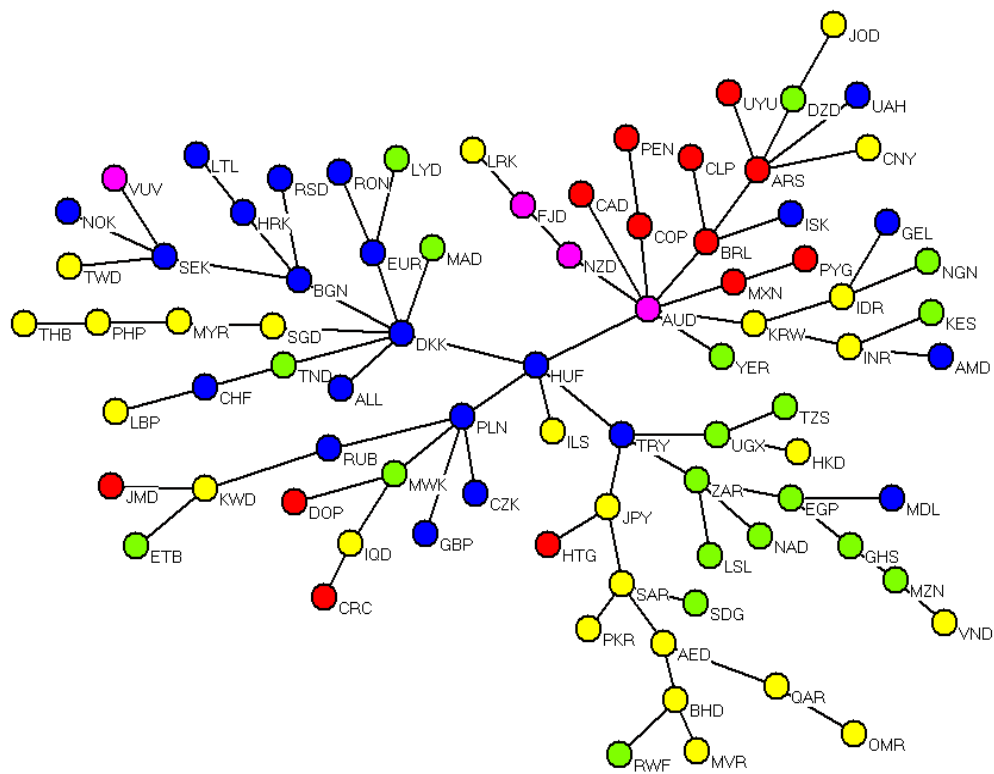 JOD
UYU
DZD
UAH
PEN
CLP
CNY
LTL
RSD
RON
LYD
LRK
ARS
VUV
CAD
FJD
NOK
HRK
COP
ISK
GEL
SEK
EUR
MAD
NZD
BRL
TWD
BGN
PYG
NGN
MXN
IDR
THB
PHP
MYR
SGD
DKK
AUD
KRW
KES
INR
AMD
TND
HUF
YER
CHF
ALL
LBP
PLN
ILS
TRY
TZS
UGX
HKD
RUB
MWK
ZAR
JMD
KWD
DOP
CZK
JPY
EGP
MDL
ETB
IQD
GBP
HTG
LSL
NAD
GHS
CRC
SAR
SDG
MZN
PKR
AED
VND
BHD
QAR
RWF
MVR
OMR